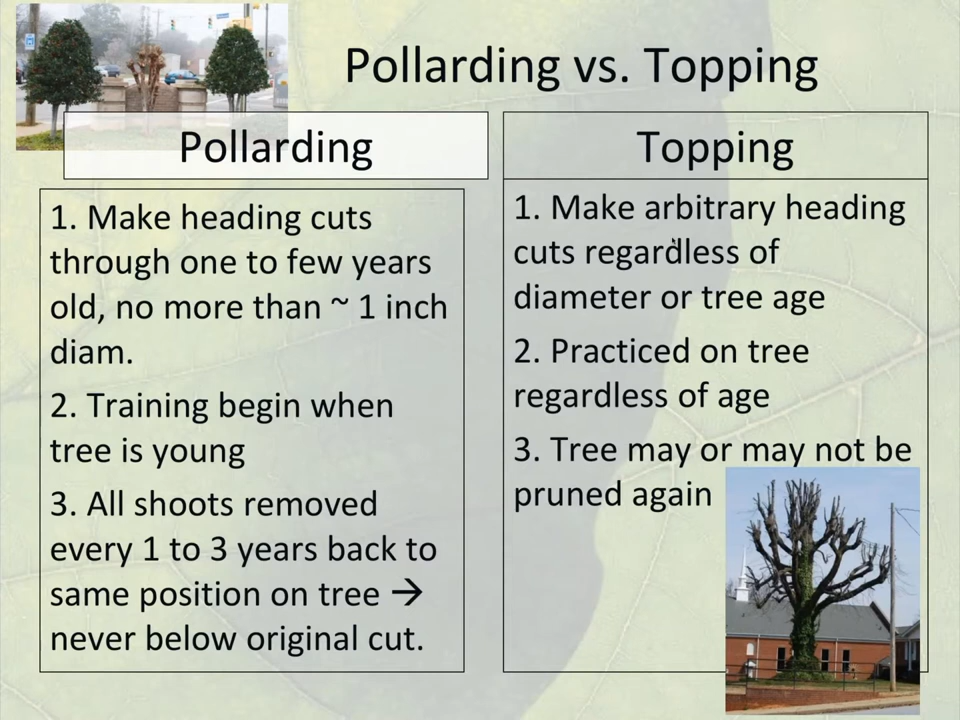 Pollarding vs. Topping
Pollarding
1. Make heading cuts
through one to few years
old, no more than ~ 1 inch
diam.
2. Training begin when
tree is young
3. All shoots removed
every 1 to 3 years back to
same position on tree →
never below original cut.
Topping
1. Make arbitrary heading
cuts regardless of
diameter or tree age
2. Practiced on tree
regardless of age
3. Tree may or may not be
pruned again